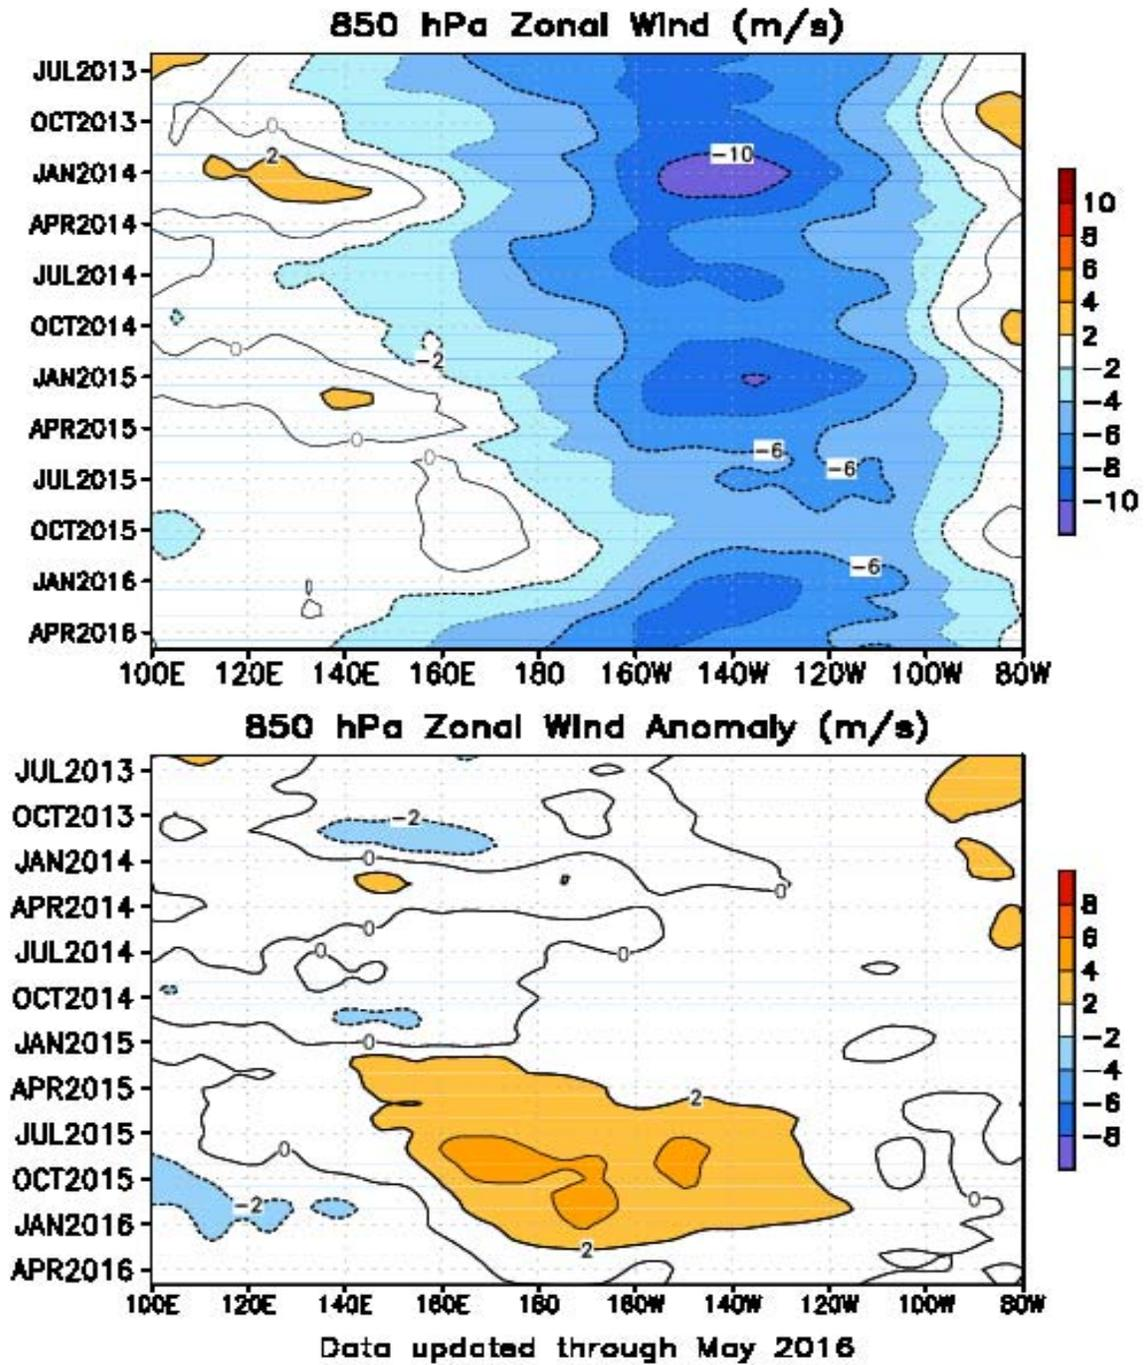 850 hPa Zonal Wind (m/s)
JUL2013
OCT2013
JAN2014
APR2014
JUL2014
OCT2014
JAN2015
APR2015
JUL2015
OCT2015
JAN2016
APR2016
0
2
-10
0
-2
0
0
-6
-6
-6
0
100E 120E 140E 160E 180 160W 140W 120W 100W 80W
10
8
6
4
2
-2
-4
-6
-8
-10
850 hPa Zonal Wind Anomaly (m/s)
JUL2013
OCT2013
JAN2014
APR2014
JUL2014
OCT2014
JAN2015
APR2015
JUL2015
OCT2015
JAN2016
APR2016
-2
0
0
0
0
0
0
2
0
-2
0
2
100E 120E 140E 160E 180 160W 140W 120W 100W 80W
8
6
4
2
-2
-4
-6
-8
Data updated through May 2016